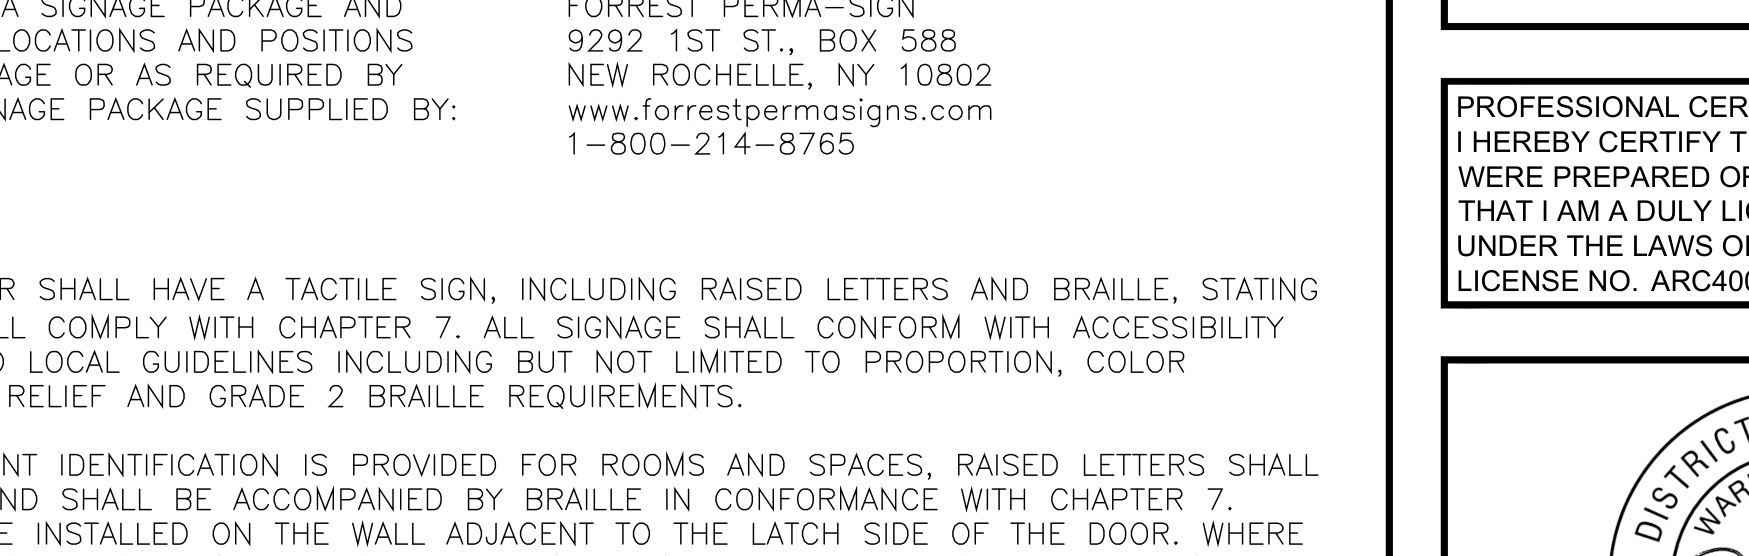 A SIGNAGE PACKAGE AND
LOCATIONS AND POSITIONS
AGE OR AS REQUIRED BY
NAGE PACKAGE SUPPLIED BY:
FORREST PERMA-SIGN
9292 1ST ST., BOX 588
NEW ROCHELLE, NY 10802
www.forrestpermasigns.com
1-800-214-8765
R SHALL HAVE A TACTILE SIGN, INCLUDING RAISED LETTERS AND BRAILLE, STATING
LL COMPLY WITH CHAPTER 7. ALL SIGNAGE SHALL CONFORM WITH ACCESSIBILITY
D LOCAL GUIDELINES INCLUDING BUT NOT LIMITED TO PROPORTION, COLOR
RELIEF AND GRADE 2 BRAILLE REQUIREMENTS.
NT IDENTIFICATION IS PROVIDED FOR ROOMS AND SPACES, RAISED LETTERS SHALL
ND SHALL BE ACCOMPANIED BY BRAILLE IN CONFORMANCE WITH CHAPTER 7.
E INSTALLED ON THE WALL ADJACENT TO THE LATCH SIDE OF THE DOOR. WHERE
PROFESSIONAL CER
I HEREBY CERTIFY T
WERE PREPARED OR
THAT I AM A DULY LIC
UNDER THE LAWS OF
LICENSE NO. ARC400
DISTRICT
WAR